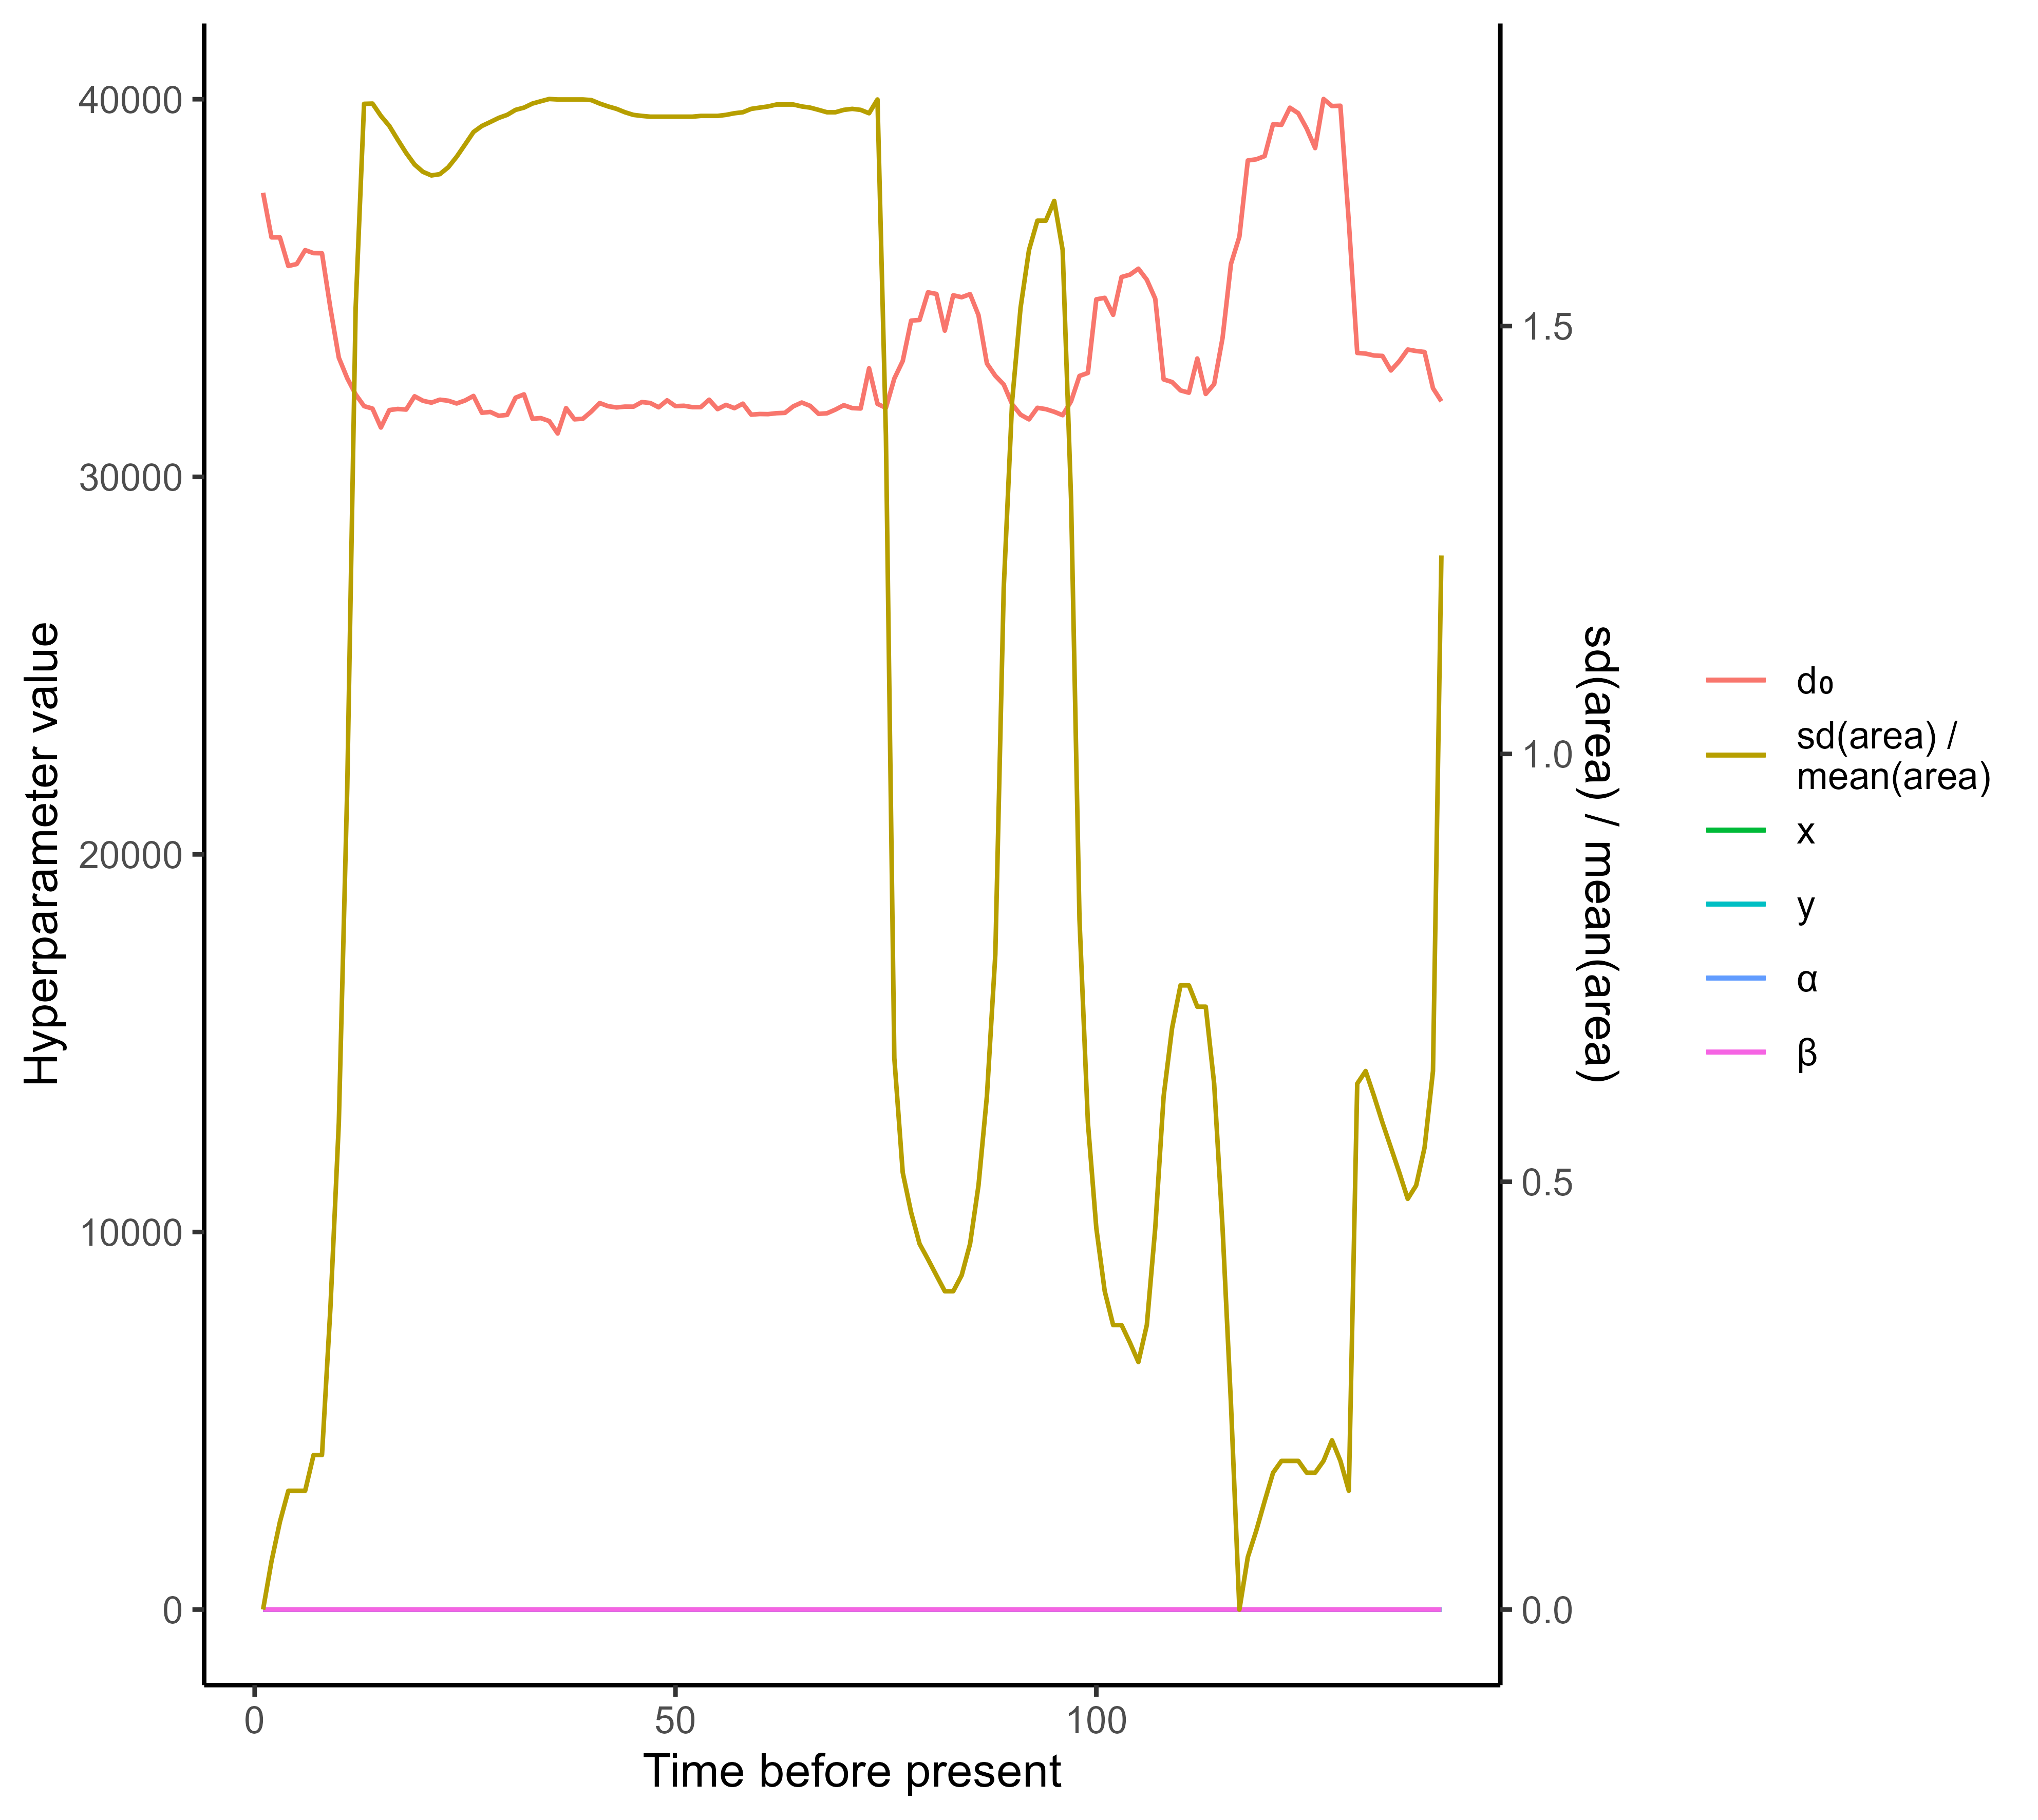 40000
30000
20000
10000
0
Hyperparameter value
0
50
100
Time before present
1.5
1.0
0.5
0.0
sd(area) / mean(area)
d₀
sd(area) /
mean(area)
x
y
α
β